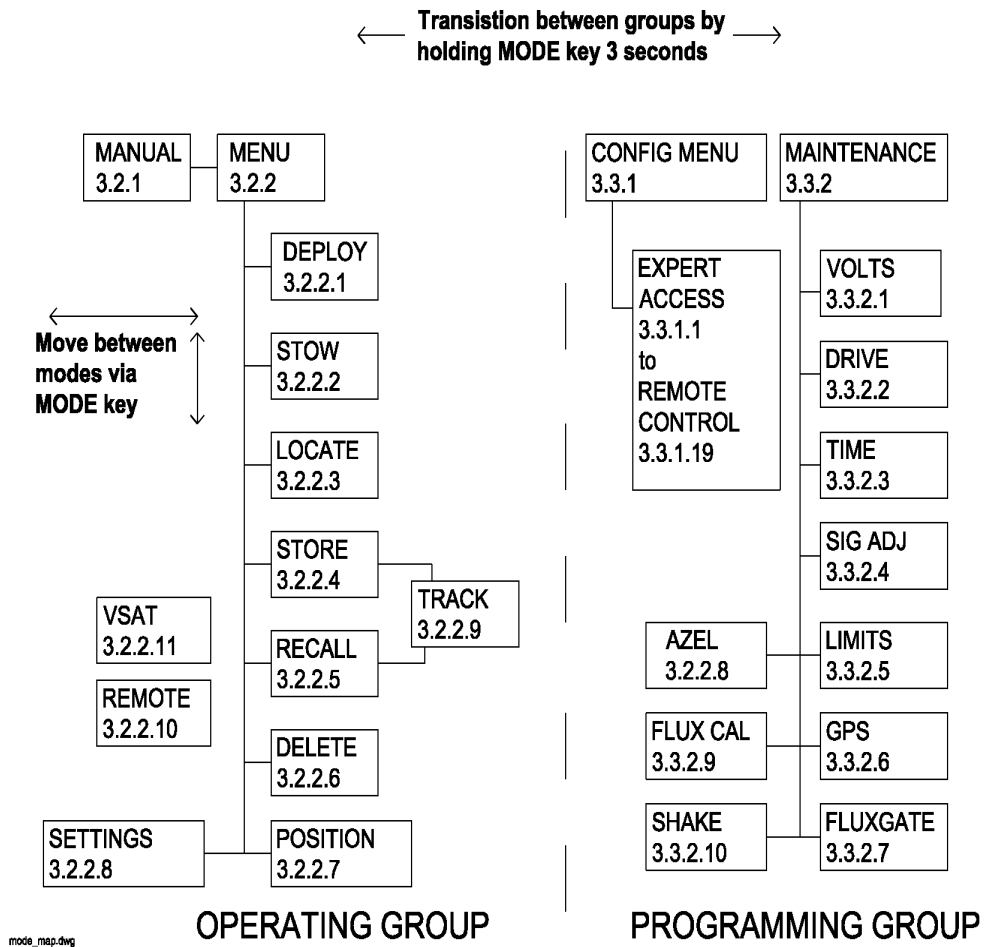 Transistion between groups by
holding MODE key 3 seconds
MANUAL
3.2.1
MENU
3.2.2
DEPLOY
3.2.2.1
Move between
modes via
MODE key
STOW
3.2.2.2
LOCATE
3.2.2.3
STORE
3.2.2.4
TRACK
3.2.2.9
VSAT
3.2.2.11
RECALL
3.2.2.5
REMOTE
3.2.2.10
DELETE
3.2.2.6
SETTINGS
3.2.2.8
POSITION
3.2.2.7
OPERATING GROUP
CONFIG MENU
3.3.1
MAINTENANCE
3.3.2
EXPERT
ACCESS
3.3.1.1
to
REMOTE
CONTROL
3.3.1.19
VOLTS
3.3.2.1
DRIVE
3.3.2.2
TIME
3.3.2.3
SIG ADJ
3.3.2.4
AZEL
3.2.2.8
LIMITS
3.3.2.5
FLUX CAL
3.3.2.9
GPS
3.3.2.6
SHAKE
3.3.2.10
FLUXGATE
3.3.2.7
PROGRAMMING GROUP
mode_map.dwg